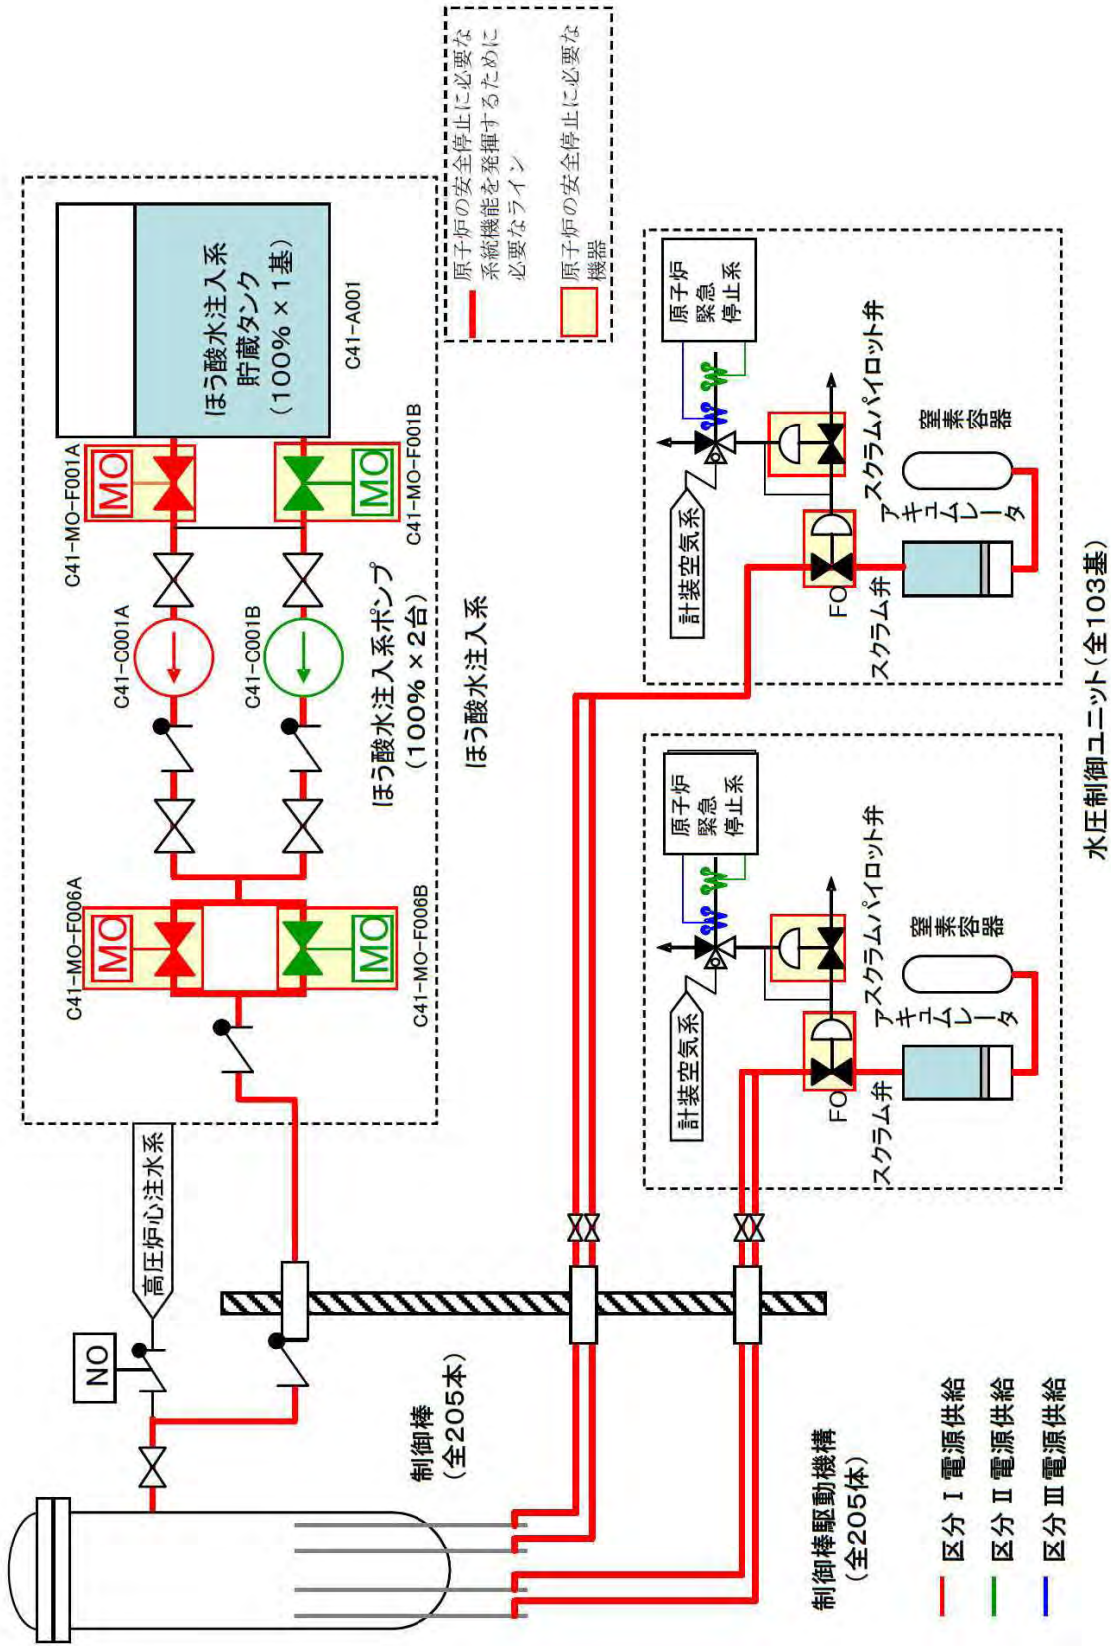 NO
高圧炉心注水系
制御棒
(全205本)
制御棒駆動機構
(全205体)
区分 Ⅰ 電源供給
区分 Ⅱ 電源供給
区分 Ⅲ 電源供給
C41-MO-F006A
MO
MO
C41-MO-F006B
C41-C001A
C41-C001B
ほう酸水注入系ポンプ
(100% × 2台)
ほう酸水注入系
C41-MO-F001A
MO
MO
C41-MO-F001B
ほう酸水注入系
貯蔵タンク
(100% × 1基)
C41-A001
原子炉の安全停止に必要な
系統機能を発揮するために
必要なライン
原子炉の安全停止に必要な
機器
計装空気系
原子炉
緊急
停止系
FO
スクラム弁
スクラムパイロット弁
アキュムレータ
窒素容器
計装空気系
原子炉
緊急
停止系
FO
スクラム弁
スクラムパイロット弁
アキュムレータ
窒素容器
水圧制御ユニット(全103基)